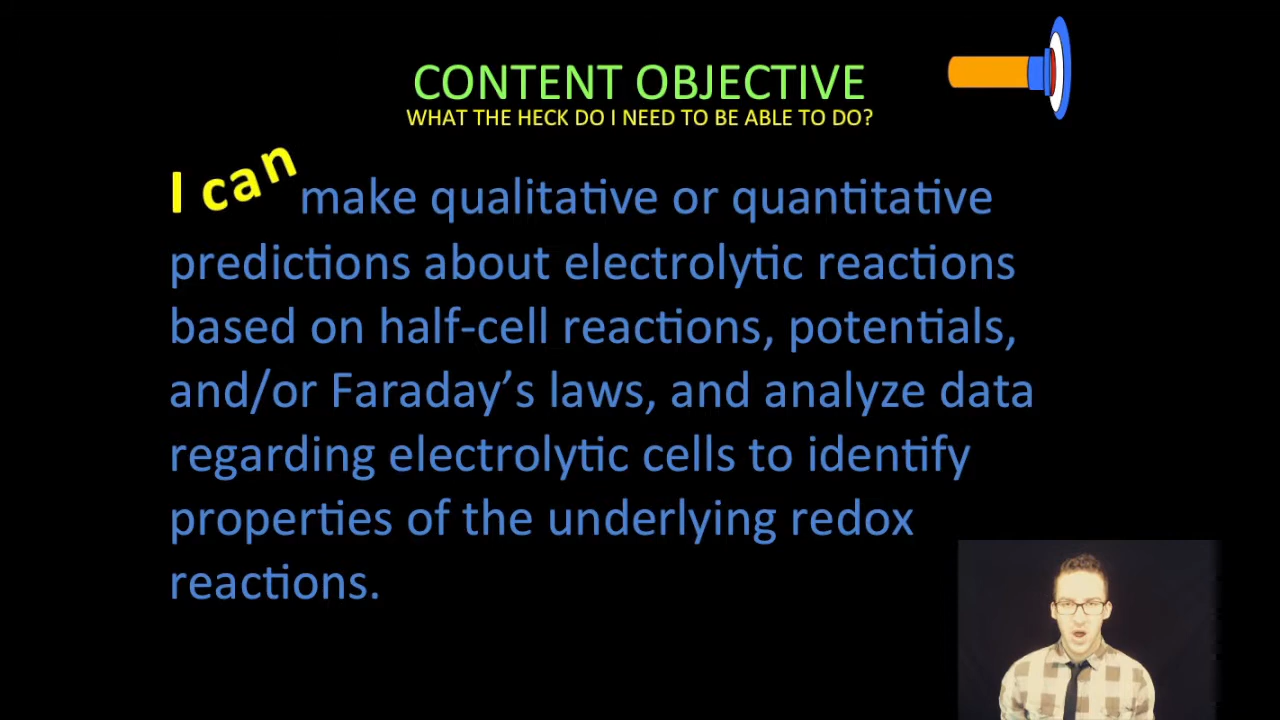 CONTENT OBJECTIVE
WHAT THE HECK DO I NEED TO BE ABLE TO DO?
I can make qualitative or quantitative
predictions about electrolytic reactions
based on half-cell reactions, potentials,
and/or Faraday’s laws, and analyze data
regarding electrolytic cells to identify
properties of the underlying redox
reactions.